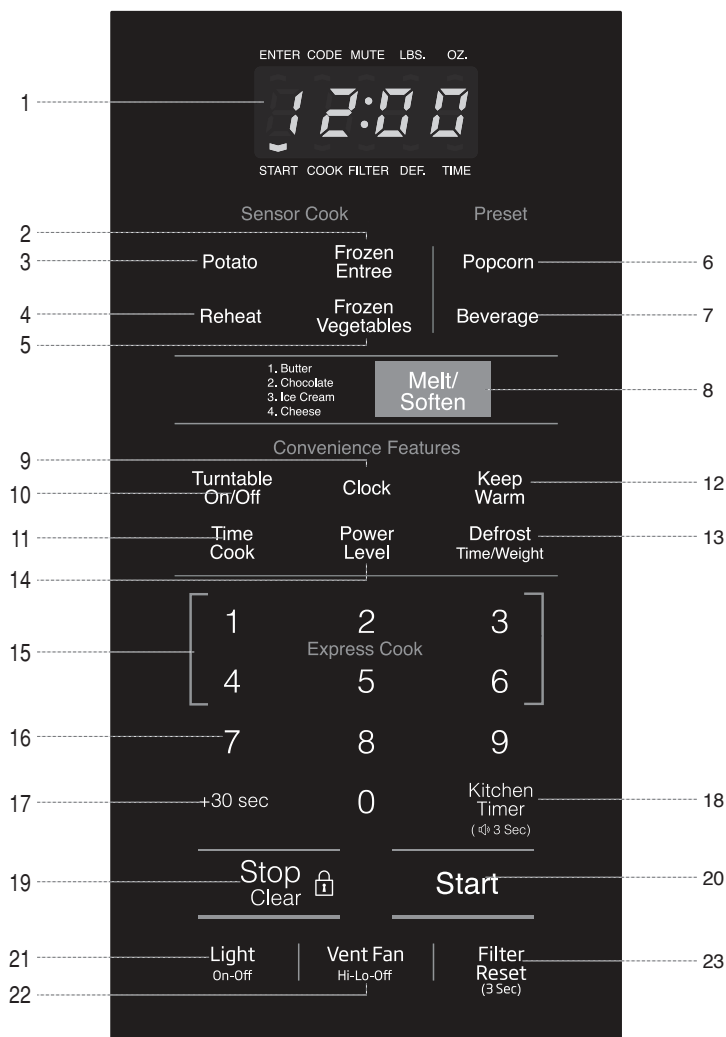 ENTER CODE MUTE LBS. OZ.
1
12:00
START COOK FILTER DEF. TIME
Sensor Cook
Preset
2
3
Potato
Frozen
Entree
Popcorn
6
4
Reheat
Frozen
Vegetables
Beverage
7
5
1. Butter
2. Chocolate
3. Ice Cream
4. Cheese
Melt/
Soften
8
Convenience Features
9
10
Turntable
On/Off
Clock
Keep
Warm
12
11
Time
Cook
Power
Level
Defrost
Time/Weight
13
14
1 2 3
15
Express Cook
4 5 6
16
7 8 9
17
+30 sec
0
Kitchen
Timer
( 3 Sec)
18
19
Stop
Clear
Start
20
21
Light
On-Off
Vent Fan
Hi-Lo-Off
Filter
Reset
(3 Sec)
23
22